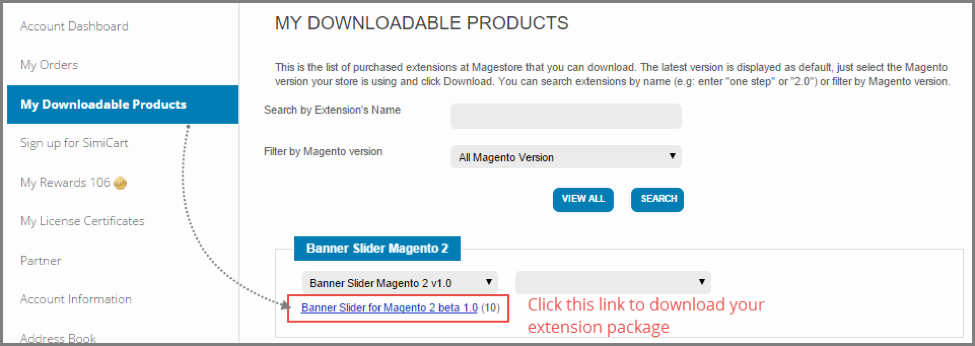 Account Dashboard
My Orders
My Downloadable Products
Sign up for SimiCart
My Rewards 106
My License Certificates
Partner
Account Information
Address Book
MY DOWNLOADABLE PRODUCTS
This is the list of purchased extensions at Magestore that you can download. The latest version is displayed as default, just select the Magento
version your store is using and click Download. You can search extensions by name (e.g: enter "one step" or "2.0") or filter by Magento version.
Search by Extension's Name
Filter by Magento version
All Magento Version
VIEW ALL
SEARCH
Banner Slider Magento 2
Banner Slider Magento 2 v1.0
Banner Slider for Magento 2 beta 1.0 (10)
Click this link to download your
extension package